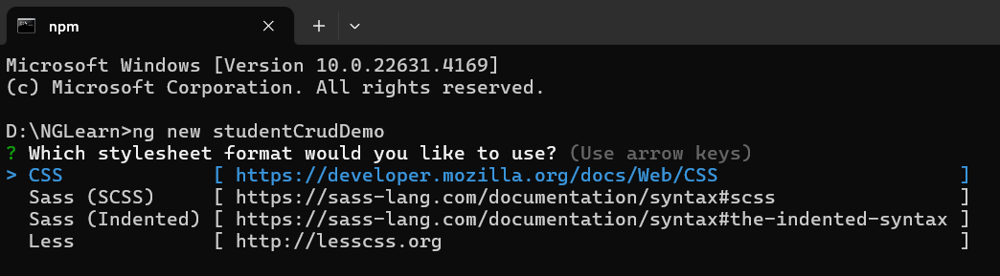 npm
Microsoft Windows [Version 10.0.22631.4169]
(c) Microsoft Corporation. All rights reserved.
D:\NGLearn>ng new studentCrudDemo
? Which stylesheet format would you like to use? (Use arrow keys)
> CSS             [ https://developer.mozilla.org/docs/Web/CSS                     ]
  Sass (SCSS)     [ https://sass-lang.com/documentation/syntax#scss                ]
  Sass (Indented) [ https://sass-lang.com/documentation/syntax#the-indented-syntax ]
  Less            [ http://lesscss.org                                             ]